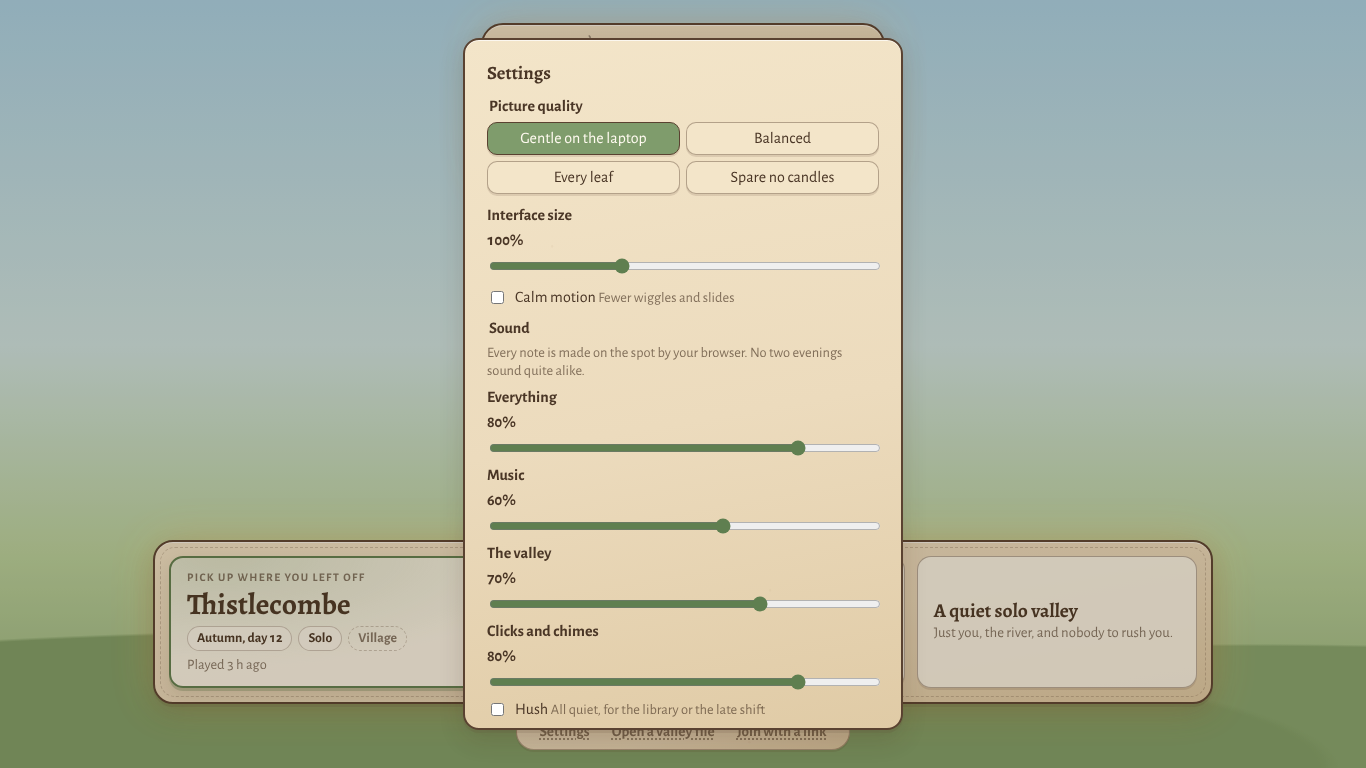 Settings
Picture quality
Gentle on the laptop
Balanced
Every leaf
Spare no candles
Interface size
100%
Calm motion Fewer wiggles and slides
Sound
Every note is made on the spot by your browser. No two evenings
sound quite alike.
Everything
80%
Music
60%
The valley
70%
Clicks and chimes
80%
Hush All quiet, for the library or the late shift
PICK UP WHERE YOU LEFT OFF
Thistlecombe
Autumn, day 12
Solo
Village
Played 3 h ago
A quiet solo valley
Just you, the river, and nobody to rush you.
Settings
Open a valley file
Join with a link